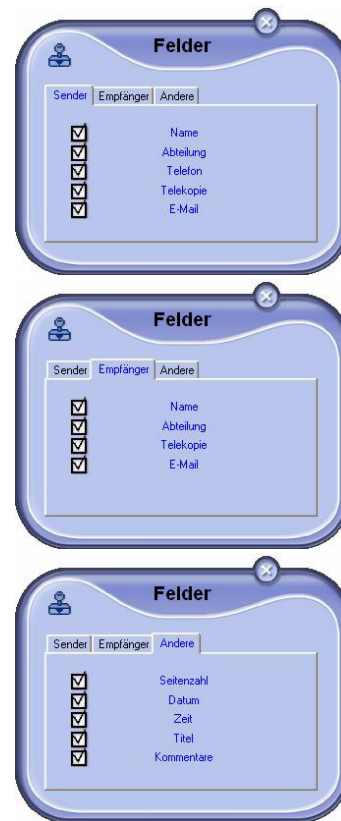 Felder
Sender Empfänger Andere
Name
Abteilung
Telefon
Telekopie
E-Mail
Felder
Sender Empfänger Andere
Name
Abteilung
Telekopie
E-Mail
Felder
Sender Empfänger Andere
Seitenzahl
Datum
Zeit
Titel
Kommentare